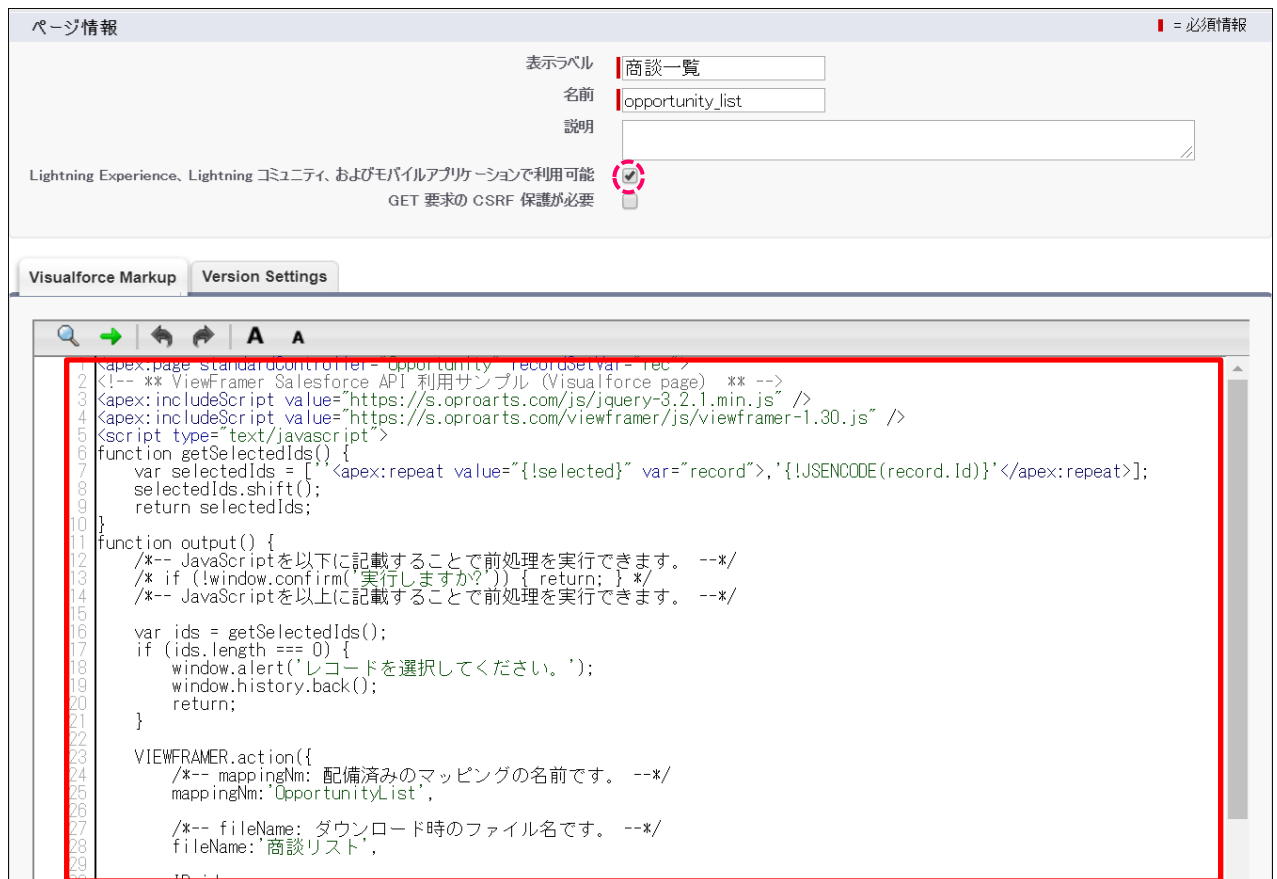 ページ情報
= 必須情報
表示ラベル 商談一覧
名前 opportunity_list
説明
Lightning Experience、Lightning コミュニティ、およびモバイルアプリケーションで利用可能
GET 要求の CSRF 保護が必要
Visualforce Markup Version Settings
A A
1 <apex:page standardController="Opportunity" recordSetVar="rec">
2 <!-- ** ViewFramer Salesforce API 利用サンプル (Visualforce page) ** -->
3 <apex:includeScript value="https://s.oproarts.com/js/jquery-3.2.1.min.js" />
4 <apex:includeScript value="https://s.oproarts.com/viewframer/js/viewframer-1.30.js" />
5 <script type="text/javascript">
6 function getSelectedIds() {
7 var selectedIds = [''<apex:repeat value="{!selected}" var="record">,'{!JSENCODE(record.Id)}'</apex:repeat>];
8 selectedIds.shift();
9 return selectedIds;
10 }
11 function output() {
12 /*-- JavaScriptを以下に記載することで前処理を実行できます。 --*/
13 /* if (!window.confirm('実行しますか?')) { return; } */
14 /*-- JavaScriptを以上に記載することで前処理を実行できます。 --*/
15
16 var ids = getSelectedIds();
17 if (ids.length === 0) {
18 window.alert('レコードを選択してください。');
19 window.history.back();
20 return;
21 }
22
23 VIEWFRAMER.action({
24 /*-- mappingNm: 配備済みのマッピングの名前です。 --*/
25 mappingNm:'OpportunityList',
26
27 /*-- fileName: ダウンロード時のファイル名です。 --*/
28 fileName:'商談リスト',
29